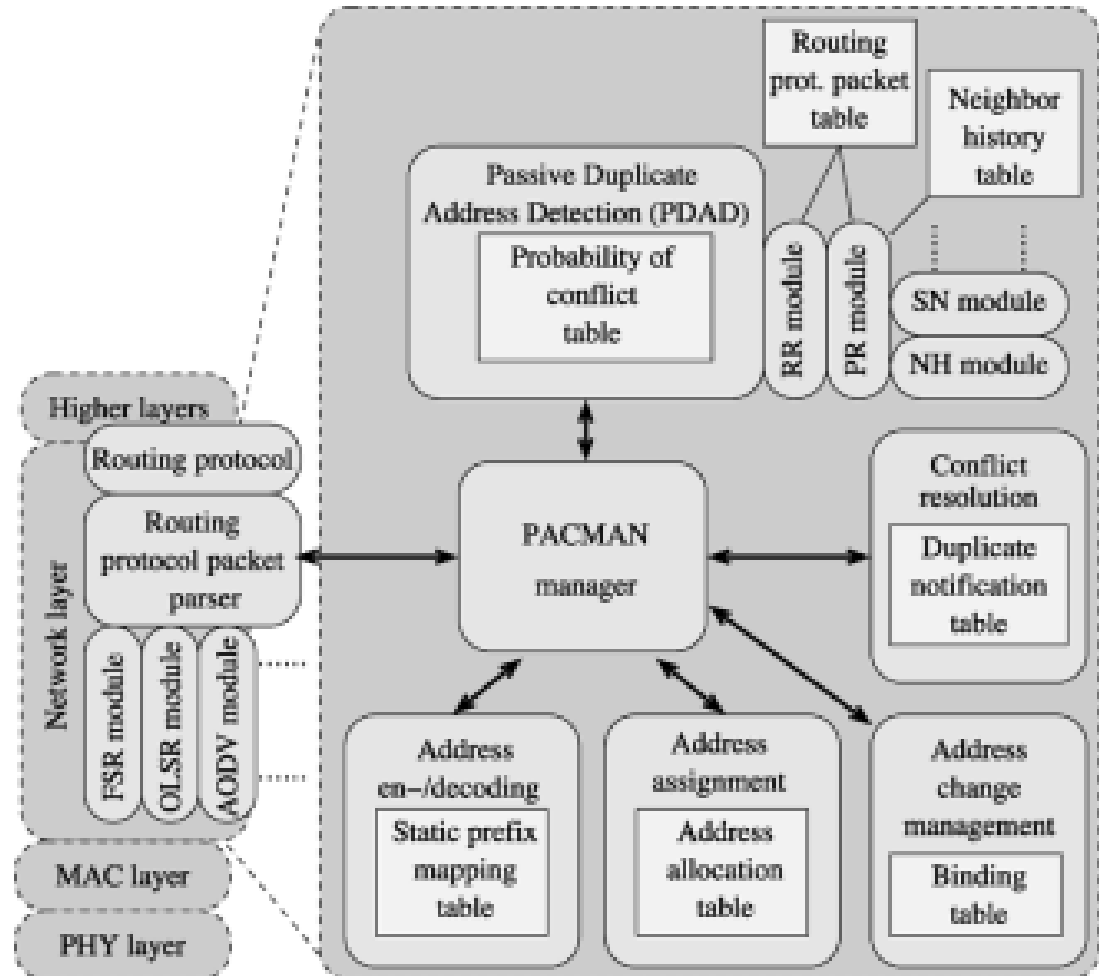 Routing
prot. packet
table
Neighbor
history
table
Passive Duplicate
Address Detection (PDAD)
Probability of
conflict
table
RR module
PR module
SN module
NH module
Higher layers
Routing protocol
Routing
protocol packet
parser
Network layer
FSR module
OLSR module
AODV module
MAC layer
PHY layer
PACMAN
manager
Conflict
resolution
Duplicate
notification
table
Address
en-/decoding
Static prefix
mapping
table
Address
assignment
Address
allocation
table
Address
change
management
Binding
table